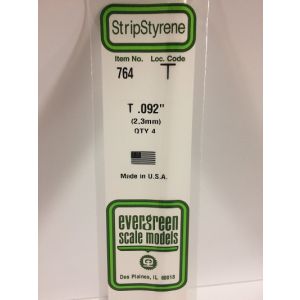 StripStyrene
Item No. Loc. Code
764 T
T .092"
(2,3mm)
QTY 4
Made in U.S.A.
evergreen
scale models
Des Plaines, IL 60018